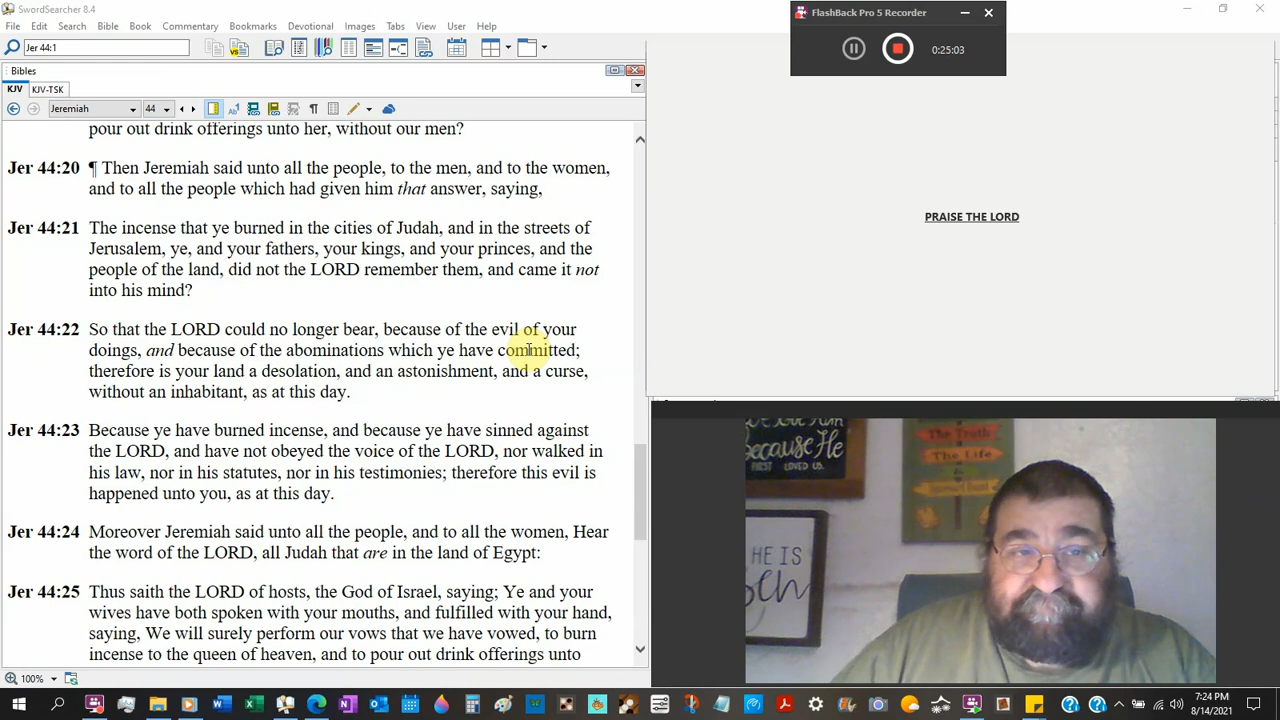 SwordSearcher 8.4
File Edit Search Bible Book Commentary Bookmarks Devotional Images Tabs View User Help
Jer 44:1
Bibles
KJV KJV-TSK
Jeremiah 44
pour out drink offerings unto her, without our men?
Jer 44:20 ¶ Then Jeremiah said unto all the people, to the men, and to the women,
and to all the people which had given him that answer, saying,
Jer 44:21 The incense that ye burned in the cities of Judah, and in the streets of
Jerusalem, ye, and your fathers, your kings, and your princes, and the
people of the land, did not the LORD remember them, and came it not
into his mind?
Jer 44:22 So that the LORD could no longer bear, because of the evil of your
doings, and because of the abominations which ye have committed;
therefore is your land a desolation, and an astonishment, and a curse,
without an inhabitant, as at this day.
Jer 44:23 Because ye have burned incense, and because ye have sinned against
the LORD, and have not obeyed the voice of the LORD, nor walked in
his law, nor in his statutes, nor in his testimonies; therefore this evil is
happened unto you, as at this day.
Jer 44:24 Moreover Jeremiah said unto all the people, and to all the women, Hear
the word of the LORD, all Judah that are in the land of Egypt:
Jer 44:25 Thus saith the LORD of hosts, the God of Israel, saying; Ye and your
wives have both spoken with your mouths, and fulfilled with your hand,
saying, We will surely perform our vows that we have vowed, to burn
incense to the queen of heaven, and to pour out drink offerings unto
100%
FlashBack Pro 5 Recorder
0:25:03
PRAISE THE LORD
because He
FIRST LOVED US.
The Truth
The Life
HE IS
7:24 PM
8/14/2021